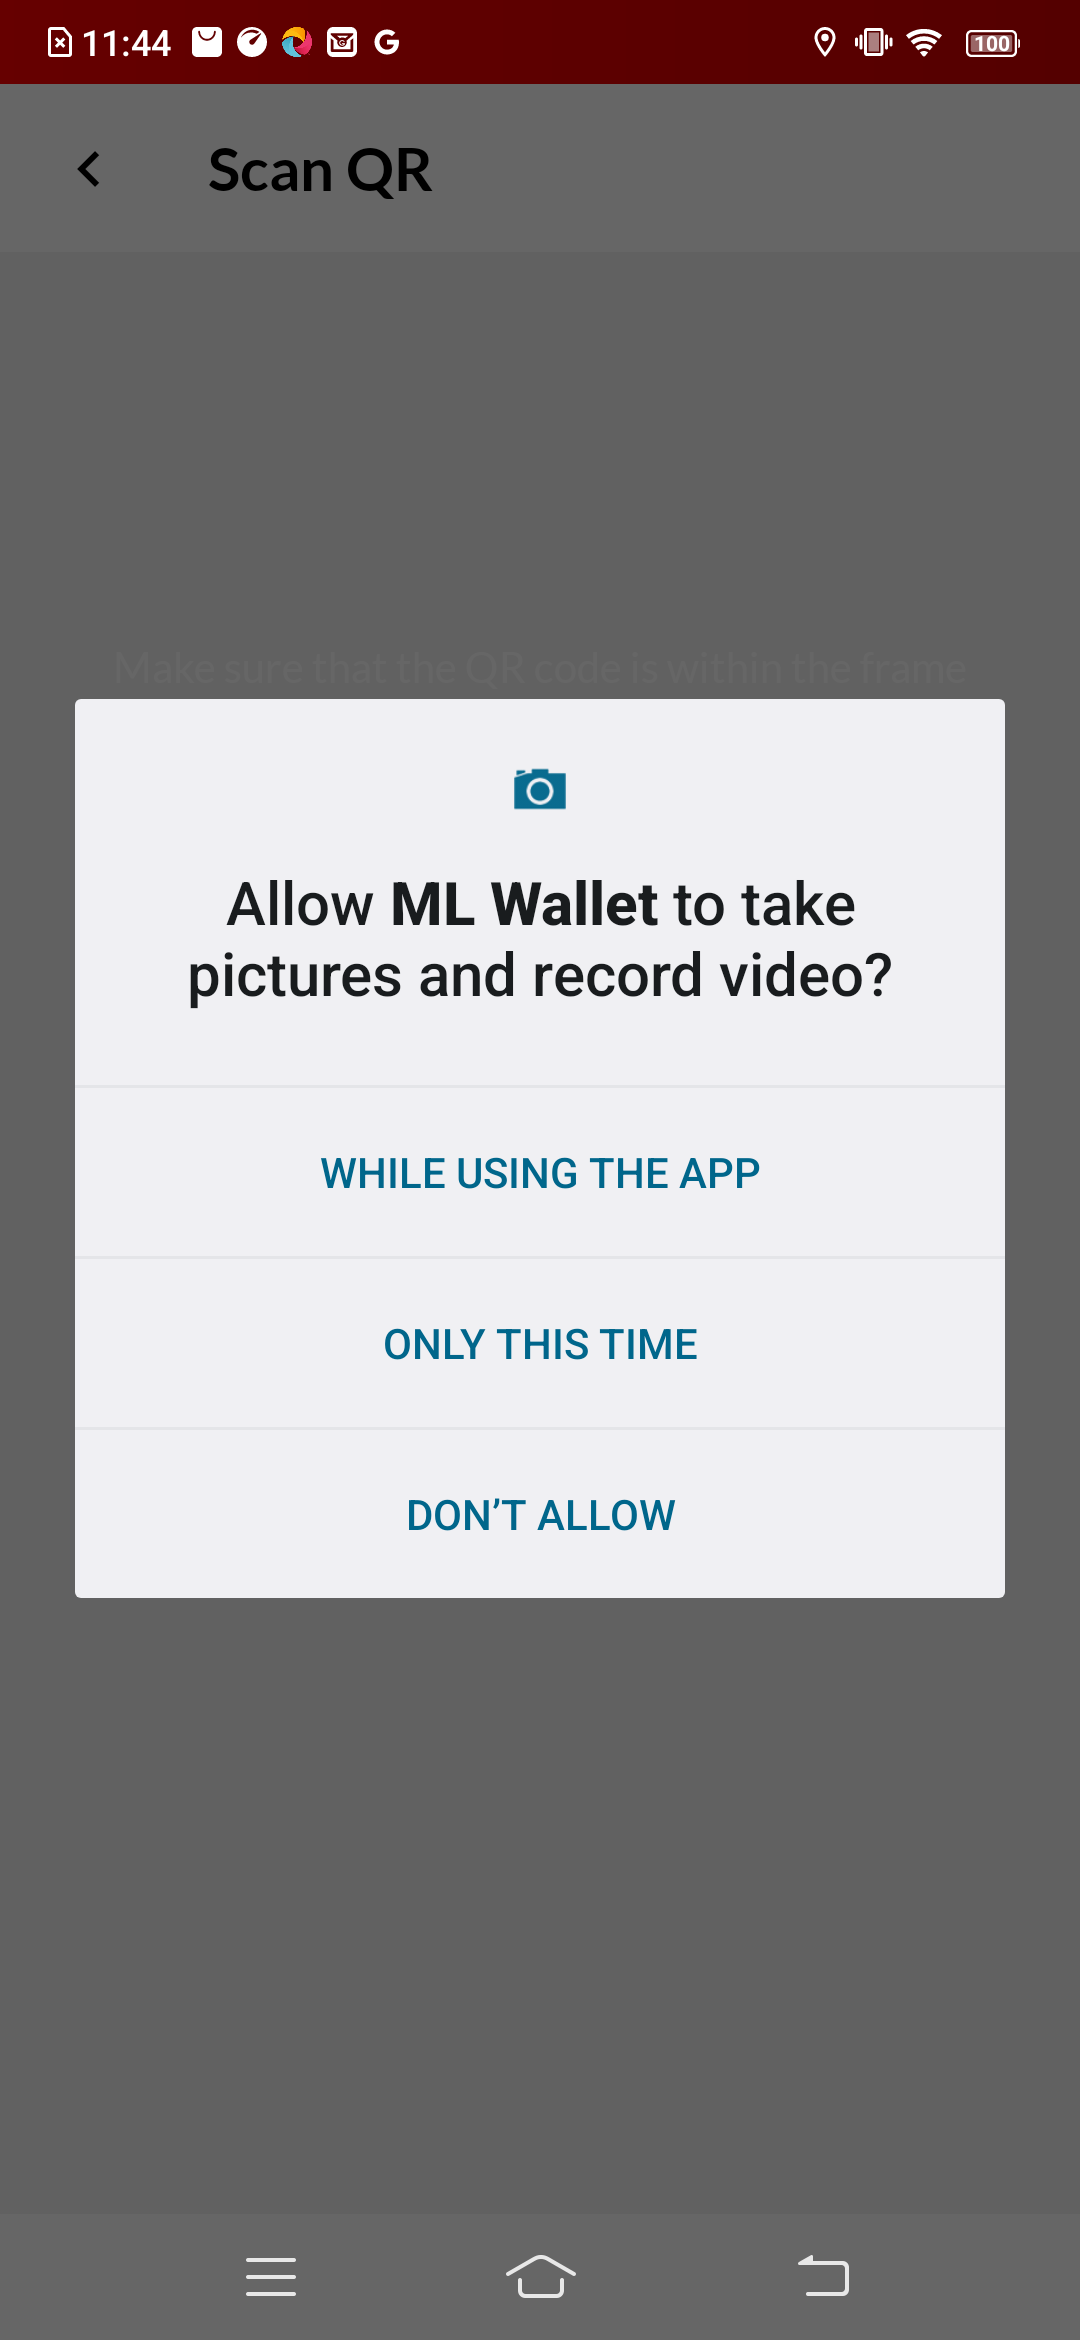 11:44
100
Scan QR
Make sure that the QR code is within the frame
Allow ML Wallet to take
pictures and record video?
WHILE USING THE APP
ONLY THIS TIME
DON’T ALLOW